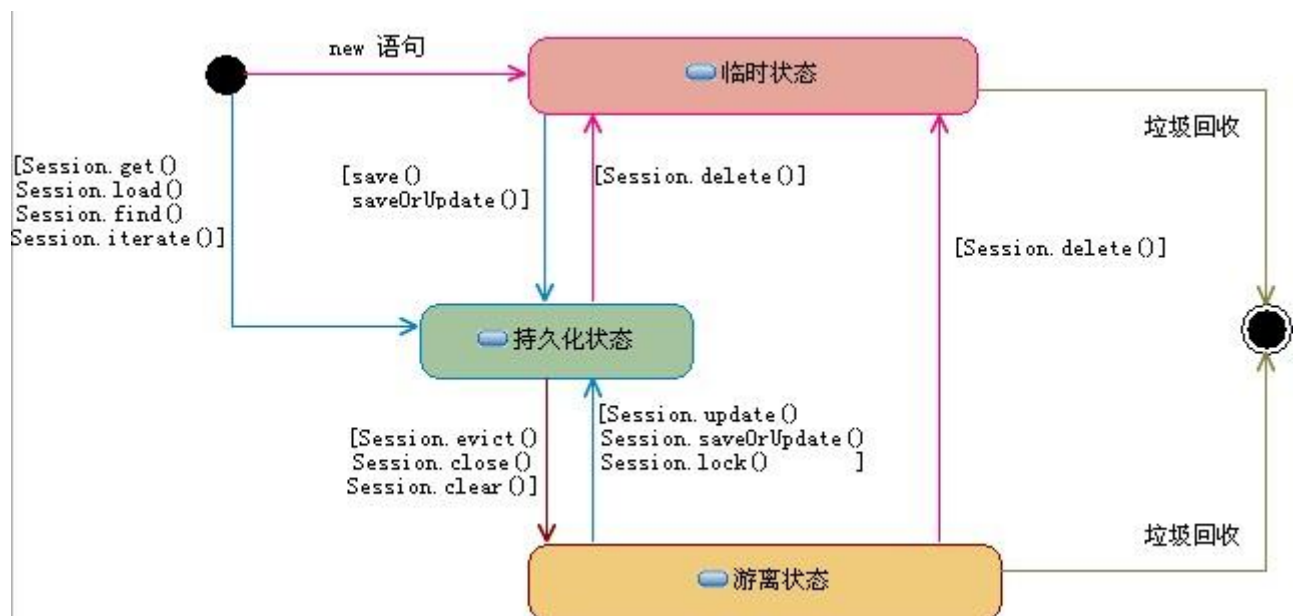 new 语句
临时状态
垃圾回收
[Session.get()
Session.load()
Session.find()
Session.iterate()]
[save()
saveOrUpdate()]
[Session.delete()]
[Session.delete()]
持久化状态
[Session.evict()
Session.close()
Session.clear()]
[Session.update()
Session.saveOrUpdate()
Session.lock() ]
垃圾回收
游离状态